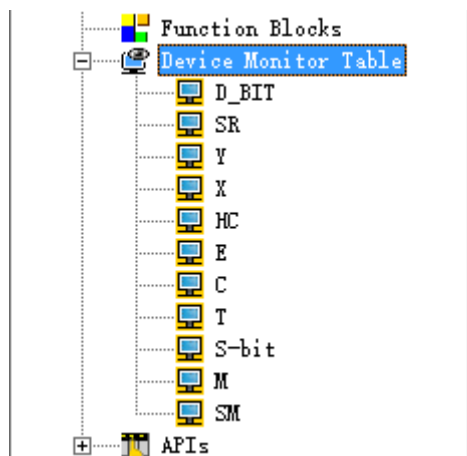 Function Blocks
Device Monitor Table
D_BIT
SR
Y
X
HC
E
C
T
S-bit
M
SM
APIs